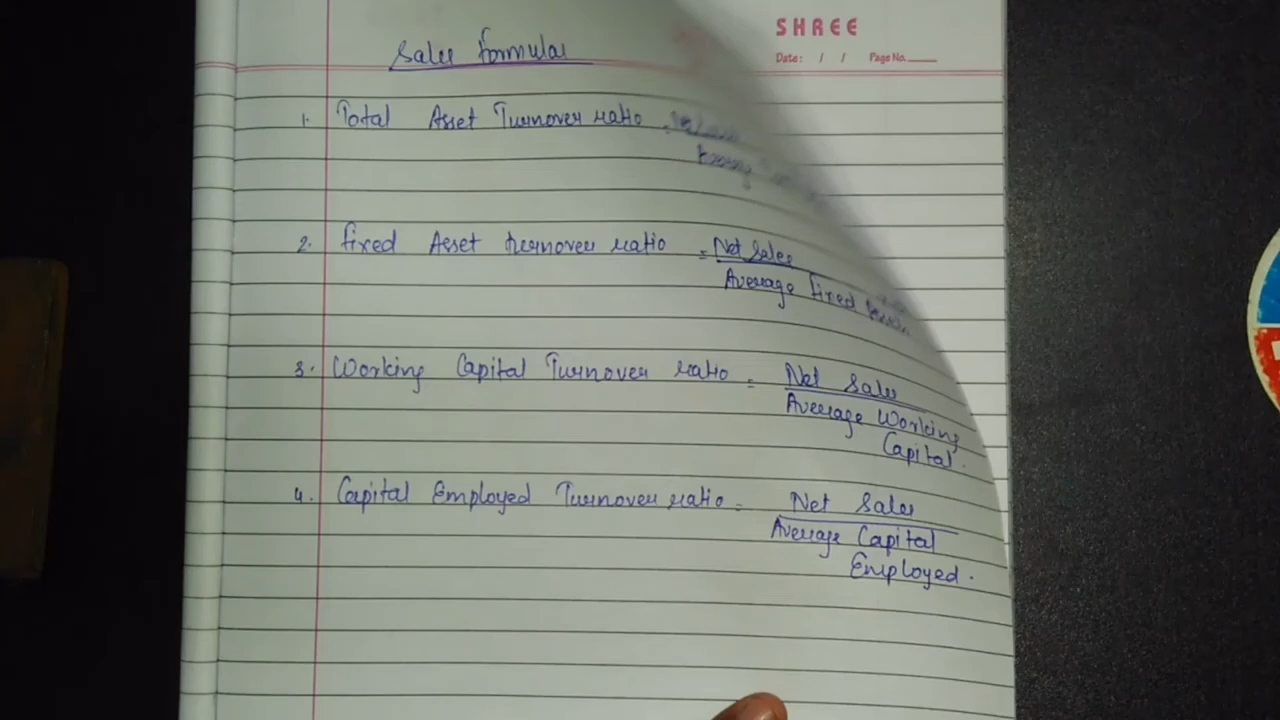 SHREE
Date: / / Page No.
Sales formulas
1. Total Asset Turnover ratio =
2. fixed Asset turnover ratio = Net Sales
Average fixed
3. Working Capital Turnover ratio = Net Sales
Average Working
Capital.
4. Capital Employed Turnover ratio = Net Sales
Average Capital
Employed.